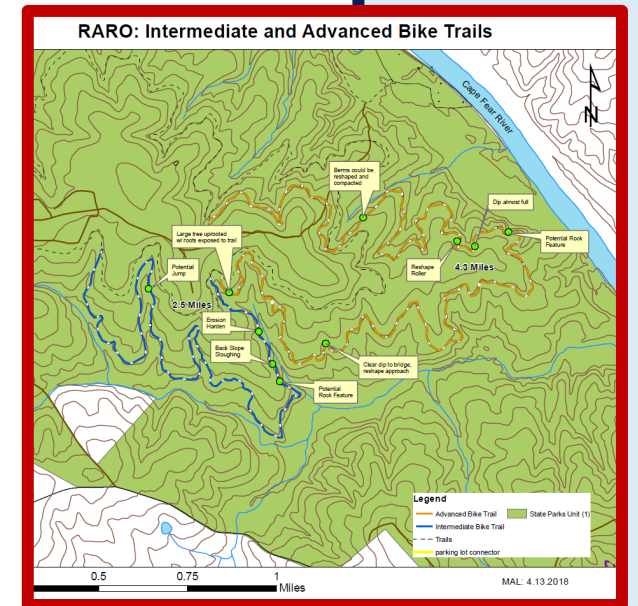 RARO: Intermediate and Advanced Bike Trails
Cape Fear River
N
Berms could be
reshaped and
compacted
Dip almost full
Large tree uprooted
w/ roots exposed to trail
Potential Rock
Feature
Potential
Jump
Reshape
Roller
4.3 Miles
2.5 Miles
Erosion
Harden
Back Slope
Sloughing
Clear dip to bridge,
reshape approach
Potential
Rock Feature
Legend
Advanced Bike Trail
State Parks Unit (1)
Intermediate Bike Trail
Trails
parking lot connector
0.5 0.75 1
Miles
MAL: 4.13.2018